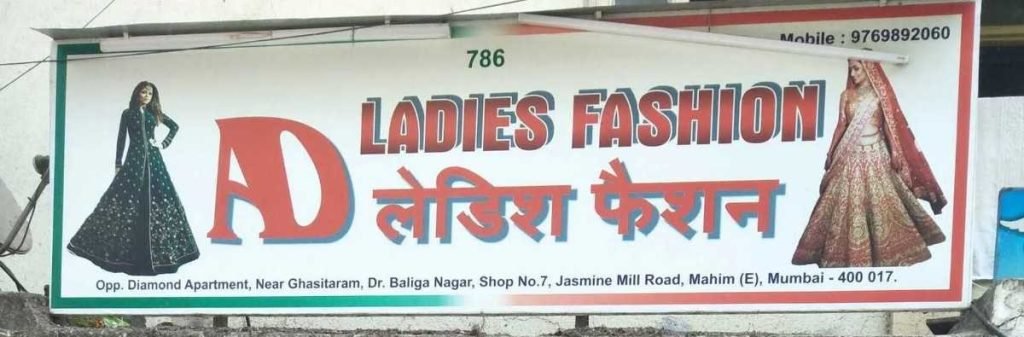 Mobile : 9769892060
786
AD
LADIES FASHION
लेडिश फैशन
Opp. Diamond Apartment, Near Ghasitaram, Dr. Baliga Nagar, Shop No.7, Jasmine Mill Road, Mahim (E), Mumbai - 400 017.